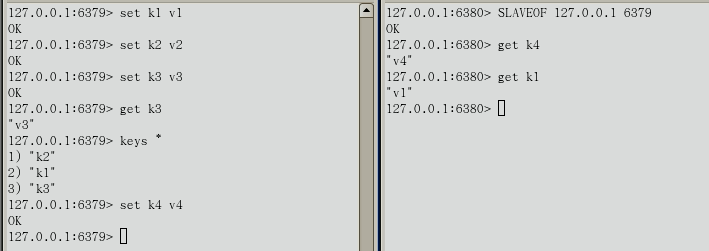 127.0.0.1:6379> set k1 v1
OK
127.0.0.1:6379> set k2 v2
OK
127.0.0.1:6379> set k3 v3
OK
127.0.0.1:6379> get k3
"v3"
127.0.0.1:6379> keys *
1) "k2"
2) "k1"
3) "k3"
127.0.0.1:6379> set k4 v4
OK
127.0.0.1:6379>
127.0.0.1:6380> SLAVEOF 127.0.0.1 6379
OK
127.0.0.1:6380> get k4
"v4"
127.0.0.1:6380> get k1
"v1"
127.0.0.1:6380>